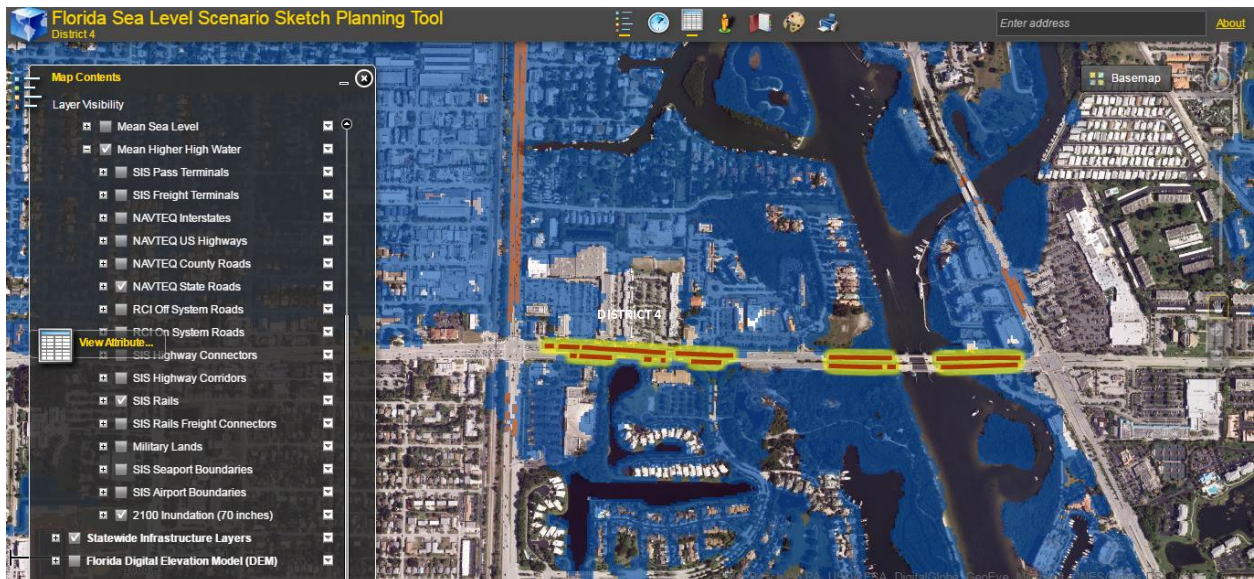 Florida Sea Level Scenario Sketch Planning Tool
District 4
Enter address
About
Map Contents
Basemap
Layer Visibility
Mean Sea Level
Mean Higher High Water
SIS Pass Terminals
SIS Freight Terminals
NAVTEQ Interstates
NAVTEQ US Highways
NAVTEQ County Roads
NAVTEQ State Roads
RCI Off System Roads
DISTRICT 4
RCI On System Roads
View Attribute...
SIS Highway Connectors
SIS Highway Corridors
SIS Rails
SIS Rails Freight Connectors
Military Lands
SIS Seaport Boundaries
SIS Airport Boundaries
2100 Inundation (70 inches)
Statewide Infrastructure Layers
Florida Digital Elevation Model (DEM)